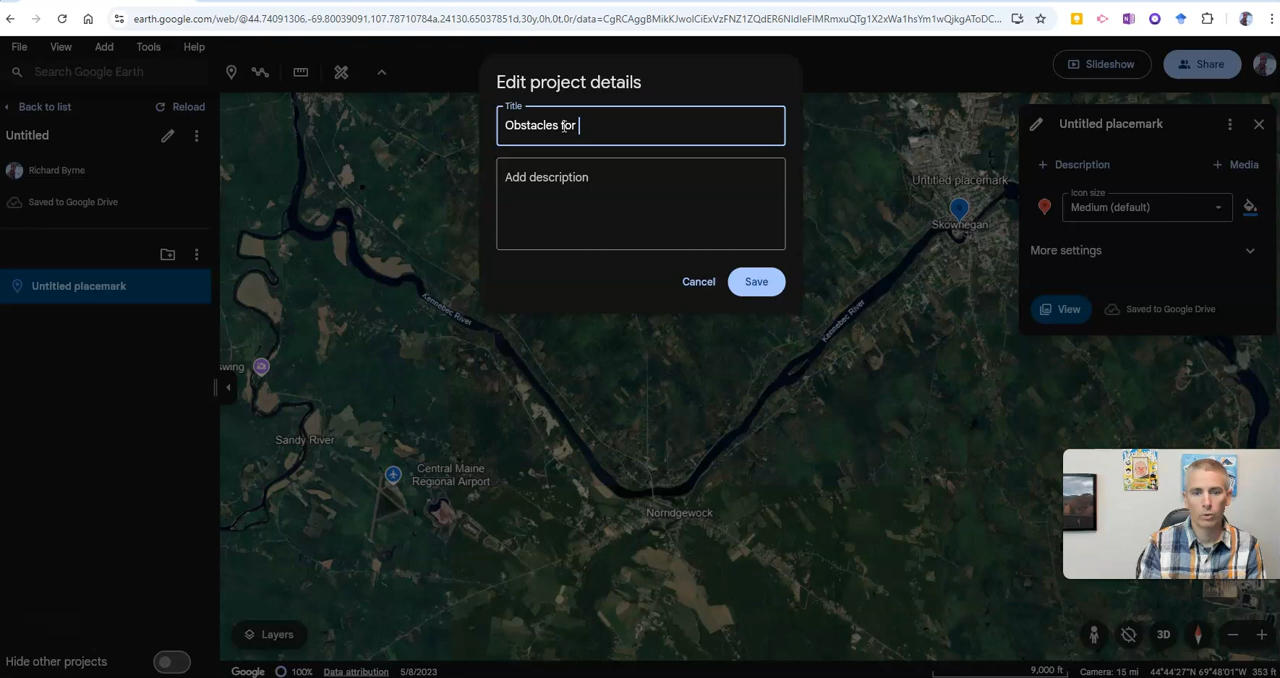 earth.google.com/web/@44.74091306,-69.80039091,107.78710784a,24130.65037851d,30y,0h,0t,0r/data=CgRCAggBMikKJwolCiExVzFNZ1ZQdER6NIdIeFlMRmxuQTg1X2xWa1hsYm1wQjkgAToDC...
File View Add Tools Help
Search Google Earth
Slideshow
Share
Back to list
Reload
Untitled
Richard Byrne
Saved to Google Drive
Untitled placemark
Hide other projects
Edit project details
Title
Obstacles for
Add description
Cancel
Save
Untitled placemark
Description
Media
Icon size
Medium (default)
More settings
View
Saved to Google Drive
Untitled placemark
Skowhegan
Kennebec River
Kennebec River
swing
Sandy River
Central Maine
Regional Airport
Norridgewock
Layers
3D
Google
100%
Data attribution
5/8/2023
9,000 ft
Camera: 15 mi
44°44'27"N 69°48'01"W
353 ft